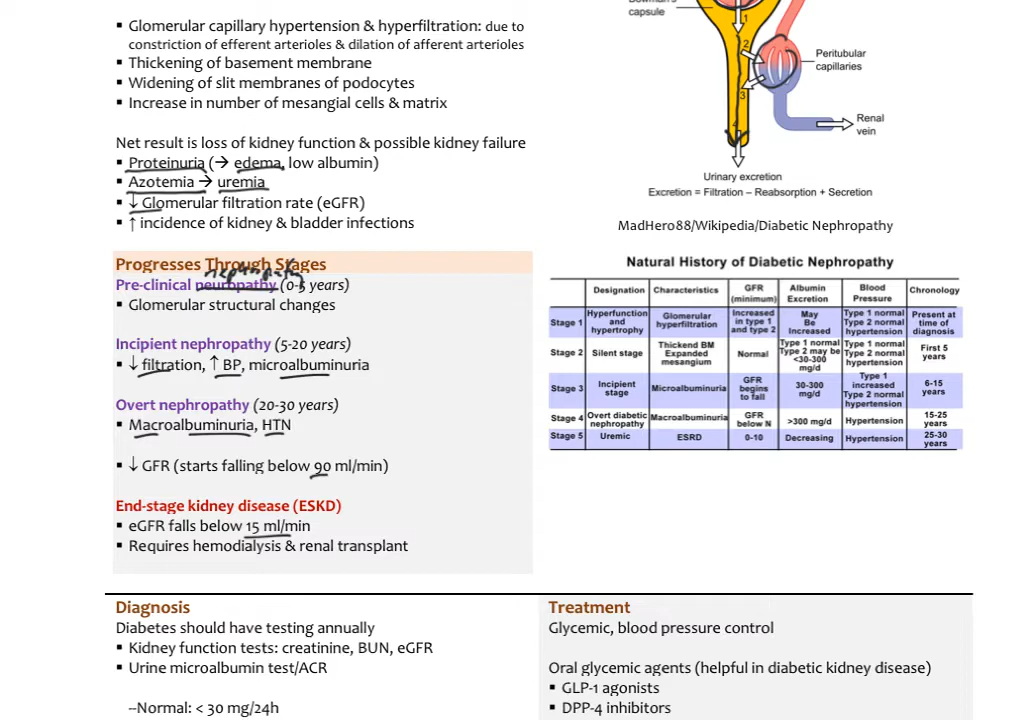 ▪ Glomerular capillary hypertension & hyperfiltration: due to
constriction of efferent arterioles & dilation of afferent arterioles
▪ Thickening of basement membrane
▪ Widening of slit membranes of podocytes
▪ Increase in number of mesangial cells & matrix
Net result is loss of kidney function & possible kidney failure
▪ Proteinuria (→ edema, low albumin)
▪ Azotemia → uremia
▪ ↓ Glomerular filtration rate (eGFR)
▪ ↑ incidence of kidney & bladder infections
Bowman's
capsule
1
2
3
4
Peritubular
capillaries
Renal
vein
Urinary excretion
Excretion = Filtration – Reabsorption + Secretion
MadHero88/Wikipedia/Diabetic Nephropathy
Progresses Through Stages
nephropathy
Pre-clinical neuropathy (0-5 years)
▪ Glomerular structural changes
Incipient nephropathy (5-20 years)
▪ ↓ filtration, ↑ BP, microalbuminuria
Overt nephropathy (20-30 years)
▪ Macroalbuminuria, HTN
▪ ↓ GFR (starts falling below 90 ml/min)
End-stage kidney disease (ESKD)
▪ eGFR falls below 15 ml/min
▪ Requires hemodialysis & renal transplant
Natural History of Diabetic Nephropathy
Designation Characteristics GFR (minimum) Albumin Excretion Blood Pressure Chronology
Stage 1 Hyperfunction and hypertrophy Glomerular hyperfiltration Increased in type 1 and type 2 May Be Increased Type 1 normal Type 2 normal hypertension Present at time of diagnosis
Stage 2 Silent stage Thickend BM Expanded mesangium Normal Type 1 normal Type 2 may be <30-300 mg/d Type 1 normal Type 2 normal hypertension First 5 years
Stage 3 Incipient stage Microalbuminuria GFR begins to fall 30-300 mg/d Type 1 increased Type 2 normal hypertension 6-15 years
Stage 4 Overt diabetic nephropathy Macroalbuminuria GFR below N >300 mg/d Hypertension 15-25 years
Stage 5 Uremic ESRD 0-10 Decreasing Hypertension 25-30 years
Diagnosis
Diabetes should have testing annually
▪ Kidney function tests: creatinine, BUN, eGFR
▪ Urine microalbumin test/ACR
--Normal: < 30 mg/24h
Treatment
Glycemic, blood pressure control
Oral glycemic agents (helpful in diabetic kidney disease)
▪ GLP-1 agonists
▪ DPP-4 inhibitors